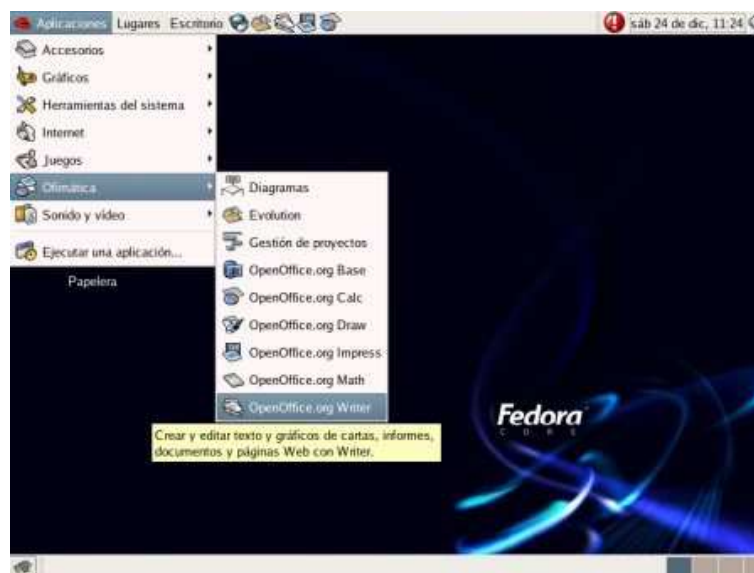 Aplicaciones Lugares Escritorio
sáb 24 de dic, 11:24
Accesorios
Gráficos
Herramientas del sistema
Internet
Juegos
Ofimática
Sonido y vídeo
Ejecutar una aplicación...
Papelera
Diagramas
Evolution
Gestión de proyectos
OpenOffice.org Base
OpenOffice.org Calc
OpenOffice.org Draw
OpenOffice.org Impress
OpenOffice.org Math
OpenOffice.org Writer
Crear y editar texto y gráficos de cartas, informes,
documentos y páginas Web con Writer.
Fedora
CORE